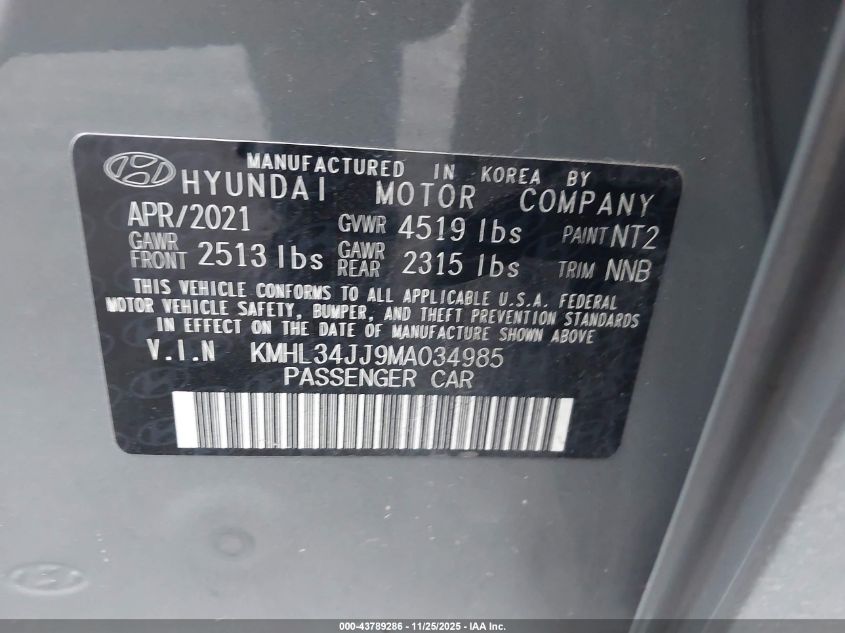 MANUFACTURED IN KOREA BY
HYUNDAI MOTOR COMPANY
APR/2021 GVWR 4519 lbs PAINT NT2
GAWR FRONT 2513 lbs GAWR REAR 2315 lbs TRIM NNB
THIS VEHICLE CONFORMS TO ALL APPLICABLE U.S.A. FEDERAL
MOTOR VEHICLE SAFETY, BUMPER, AND THEFT PREVENTION STANDARDS
IN EFFECT ON THE DATE OF MANUFACTURE SHOWN ABOVE
V.I.N KMHL34JJ9MA034985
PASSENGER CAR
000-43789286 - 11/25/2025 - IAA Inc.